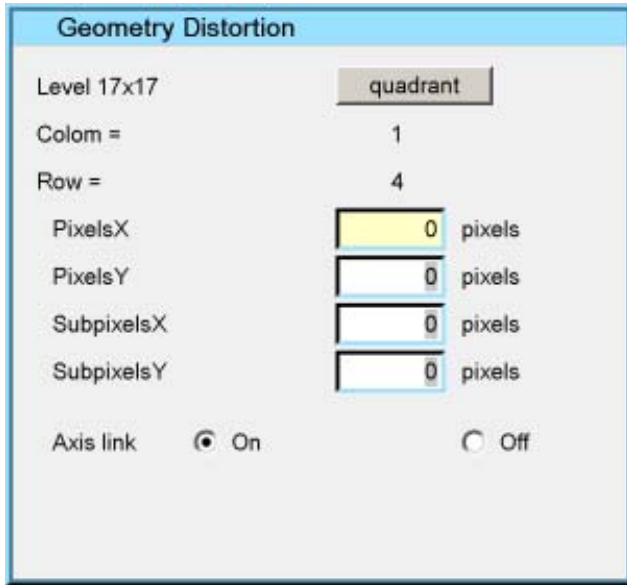 Geometry Distortion
Level 17x17 quadrant
Colom = 1
Row = 4
PixelsX 0 pixels
PixelsY 0 pixels
SubpixelsX 0 pixels
SubpixelsY 0 pixels
Axis link On Off